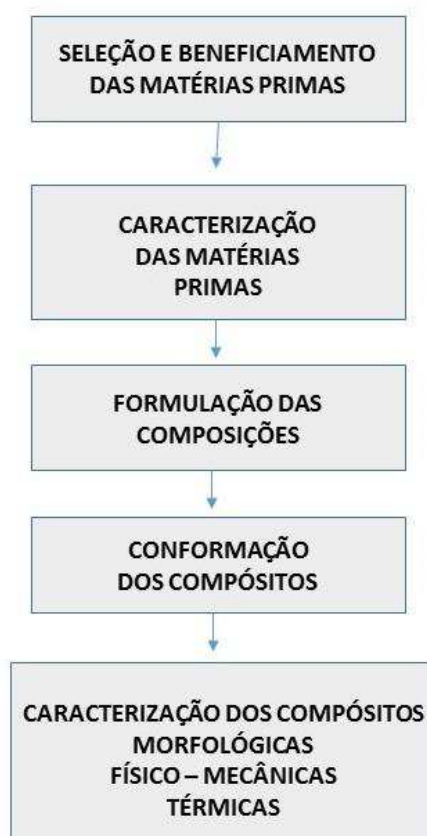 SELEÇÃO E BENEFICIAMENTO
DAS MATÉRIAS PRIMAS
CARACTERIZAÇÃO
DAS MATÉRIAS
PRIMAS
FORMULAÇÃO DAS
COMPOSIÇÕES
CONFORMAÇÃO
DOS COMPÓSITOS
CARACTERIZAÇÃO DOS COMPÓSITOS
MORFOLÓGICAS
FÍSICO – MECÂNICAS
TÉRMICAS